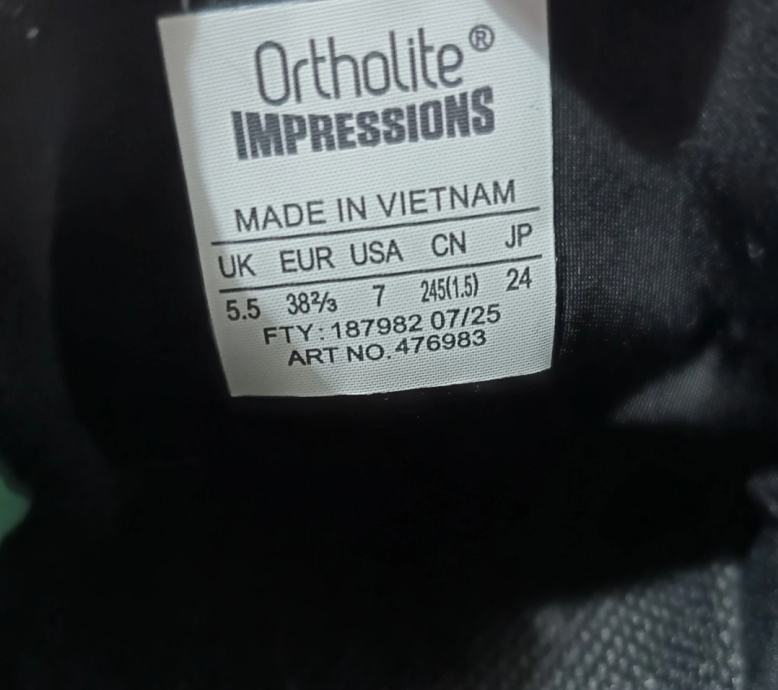 Ortholite®
IMPRESSIONS
MADE IN VIETNAM
UK EUR USA CN JP
5.5 38⅔ 7 245(1.5) 24
FTY: 187982 07/25
ART NO. 476983